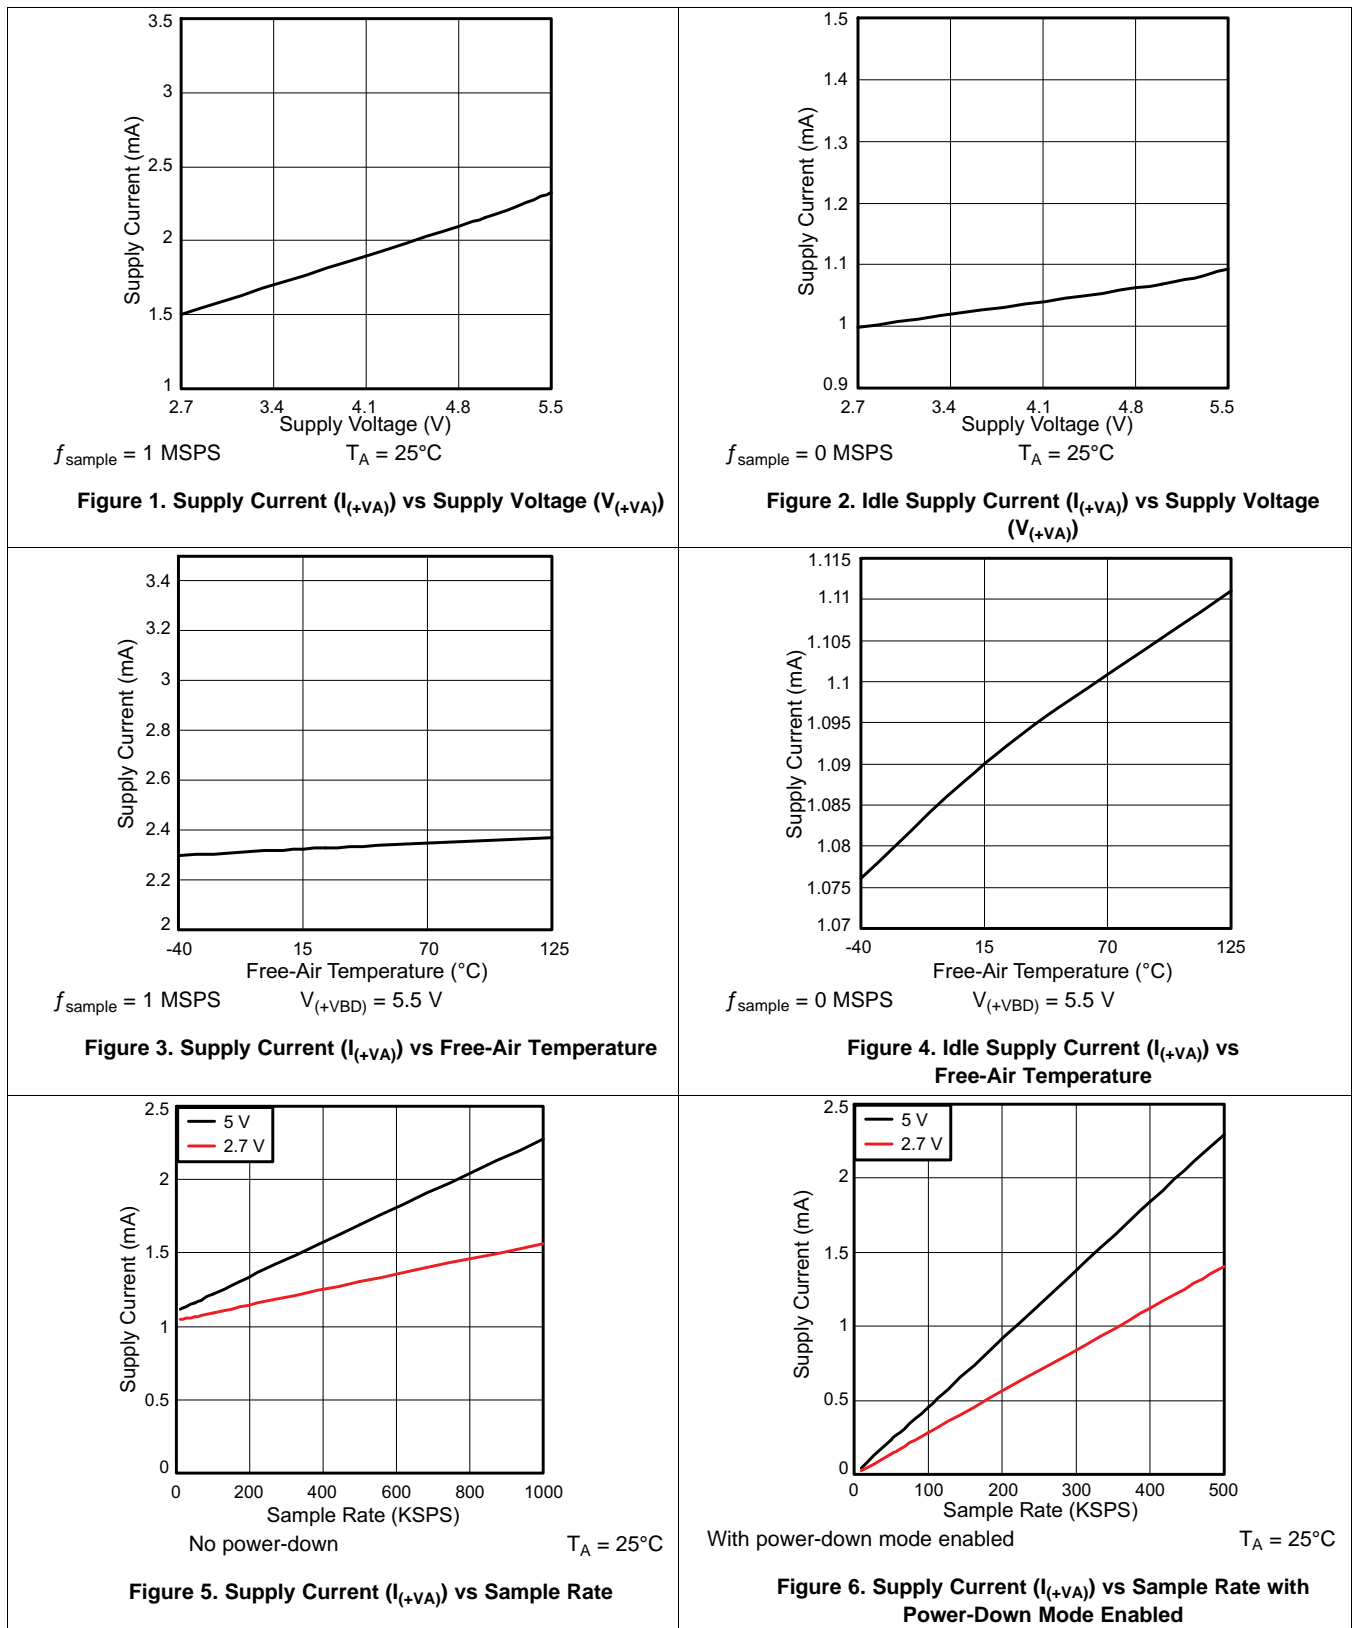 3.5
3
2.5
2
1.5
1
Supply Current (mA)
2.7 3.4 4.1 4.8 5.5
Supply Voltage (V)
ƒsample = 1 MSPS TA = 25°C
Figure 1. Supply Current (I(+VA)) vs Supply Voltage (V(+VA))
1.5
1.4
1.3
1.2
1.1
1
0.9
Supply Current (mA)
2.7 3.4 4.1 4.8 5.5
Supply Voltage (V)
ƒsample = 0 MSPS TA = 25°C
Figure 2. Idle Supply Current (I(+VA)) vs Supply Voltage
(V(+VA))
3.4
3.2
3
2.8
2.6
2.4
2.2
2
Supply Current (mA)
-40 15 70 125
Free-Air Temperature (°C)
ƒsample = 1 MSPS V(+VBD) = 5.5 V
Figure 3. Supply Current (I(+VA)) vs Free-Air Temperature
1.115
1.11
1.105
1.1
1.095
1.09
1.085
1.08
1.075
1.07
Supply Current (mA)
-40 15 70 125
Free-Air Temperature (°C)
ƒsample = 0 MSPS V(+VBD) = 5.5 V
Figure 4. Idle Supply Current (I(+VA)) vs
Free-Air Temperature
2.5
2
1.5
1
0.5
0
Supply Current (mA)
5 V
2.7 V
0 200 400 600 800 1000
Sample Rate (KSPS)
No power-down TA = 25°C
Figure 5. Supply Current (I(+VA)) vs Sample Rate
2.5
2
1.5
1
0.5
0
Supply Current (mA)
5 V
2.7 V
0 100 200 300 400 500
Sample Rate (KSPS)
With power-down mode enabled TA = 25°C
Figure 6. Supply Current (I(+VA)) vs Sample Rate with
Power-Down Mode Enabled